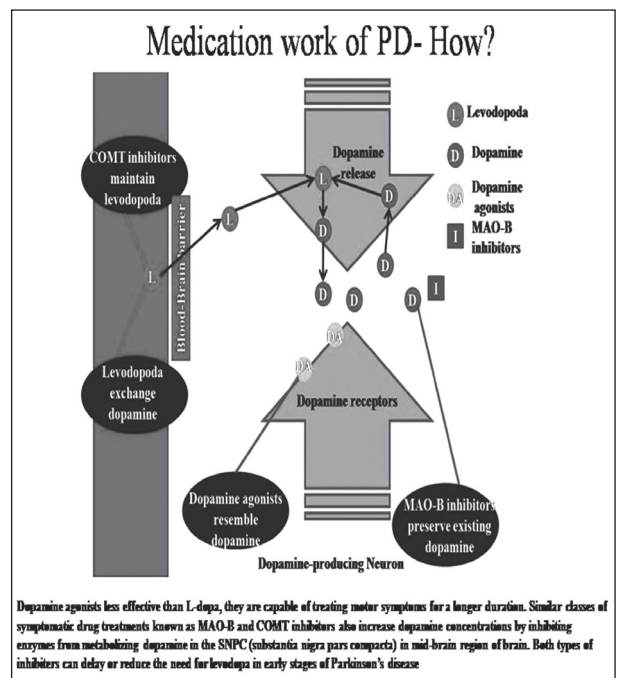 Medication work of PD- How?
COMT inhibitors
maintain
levodopoda
L
Blood-Brain barrier
Levodopoda
exchange
dopamine
L
Dopamine
release
L
D
D
D
D
D
D
D
I
L Levodopoda
D Dopamine
DA Dopamine
agonists
I MAO-B
inhibitors
DA
DA
Dopamine receptors
Dopamine agonists
resemble
dopamine
MAO-B inhibitors
preserve existing
dopamine
Dopamine-producing Neuron
Dopamine agonists less effective than L-dopa, they are capable of treating motor symptoms for a longer duration. Similar classes of
symptomatic drug treatments known as MAO-B and COMT inhibitors also increase dopamine concentrations by inhibiting
enzymes from metabolizing dopamine in the SNPC (substantia nigra pars compacta) in mid-brain region of brain. Both types of
inhibiters can delay or reduce the need for levodopa in early stages of Parkinson's disease